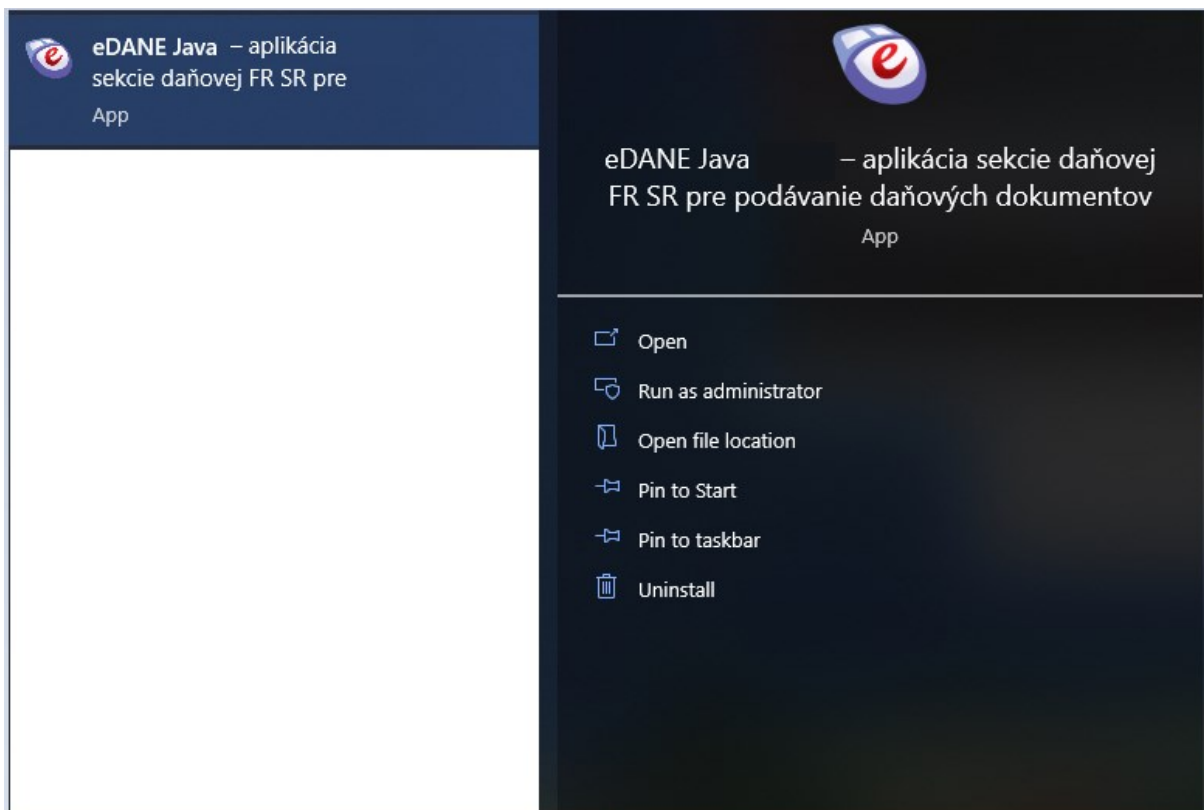 eDANE Java – aplikácia
sekcie daňovej FR SR pre
App
e
eDANE Java – aplikácia sekcie daňovej
FR SR pre podávanie daňových dokumentov
App
Open
Run as administrator
Open file location
Pin to Start
Pin to taskbar
Uninstall